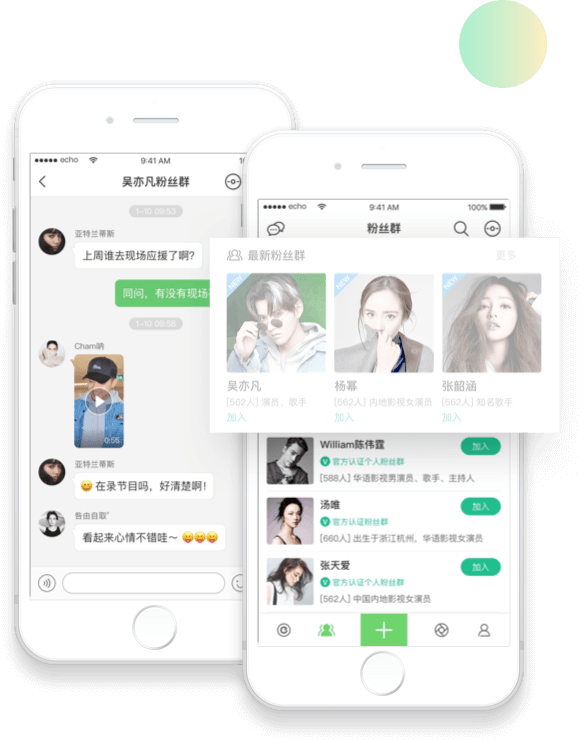 echo
9:41 AM
10
吴亦凡粉丝群
1-10 09:53
亚特兰蒂斯
上周谁去现场应援了啊?
同问，有没有现场
1-10 09:58
Cham呐
0:55
亚特兰蒂斯
😛 在录节目吗，好清楚啊！
咎由自取"
看起来心情不错哇～ 😛😛😛
echo
9:41 AM
100%
粉丝群
最新粉丝群
更多
NEW
NEW
NEW
吴亦凡
杨幂
张韶涵
[562人] 演员、歌手
[562人] 内地影视女演员
[562人] 知名歌手
加入
加入
加入
William陈伟霆
加入
官方认证个人粉丝群
[588人] 华语影视男演员、歌手、主持人
汤唯
加入
官方认证粉丝群
[660人] 出生于浙江杭州，华语影视女演员
张天爱
加入
官方认证个人粉丝群
[562人] 中国内地影视女演员